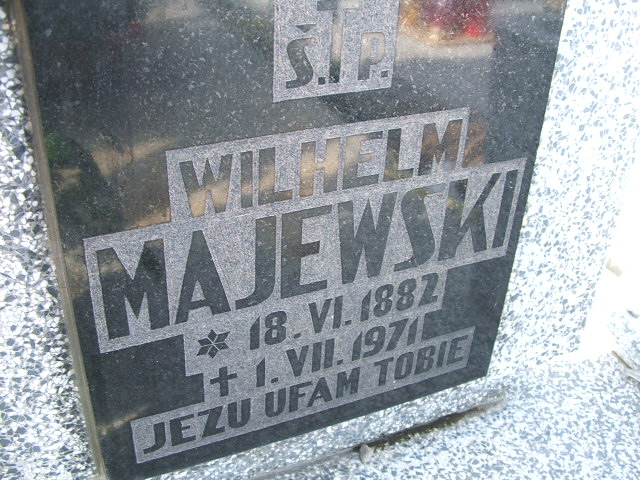 Ś.†P.
WILHELM
MAJEWSKI
* 18. VI. 1882
† 1. VII. 1971
JEZU UFAM TOBIE